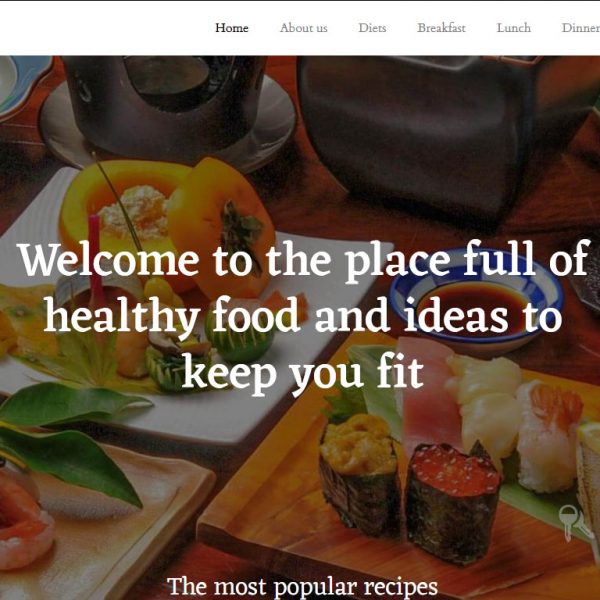 Home About us Diets Breakfast Lunch Dinner
Welcome to the place full of
healthy food and ideas to
keep you fit
The most popular recipes